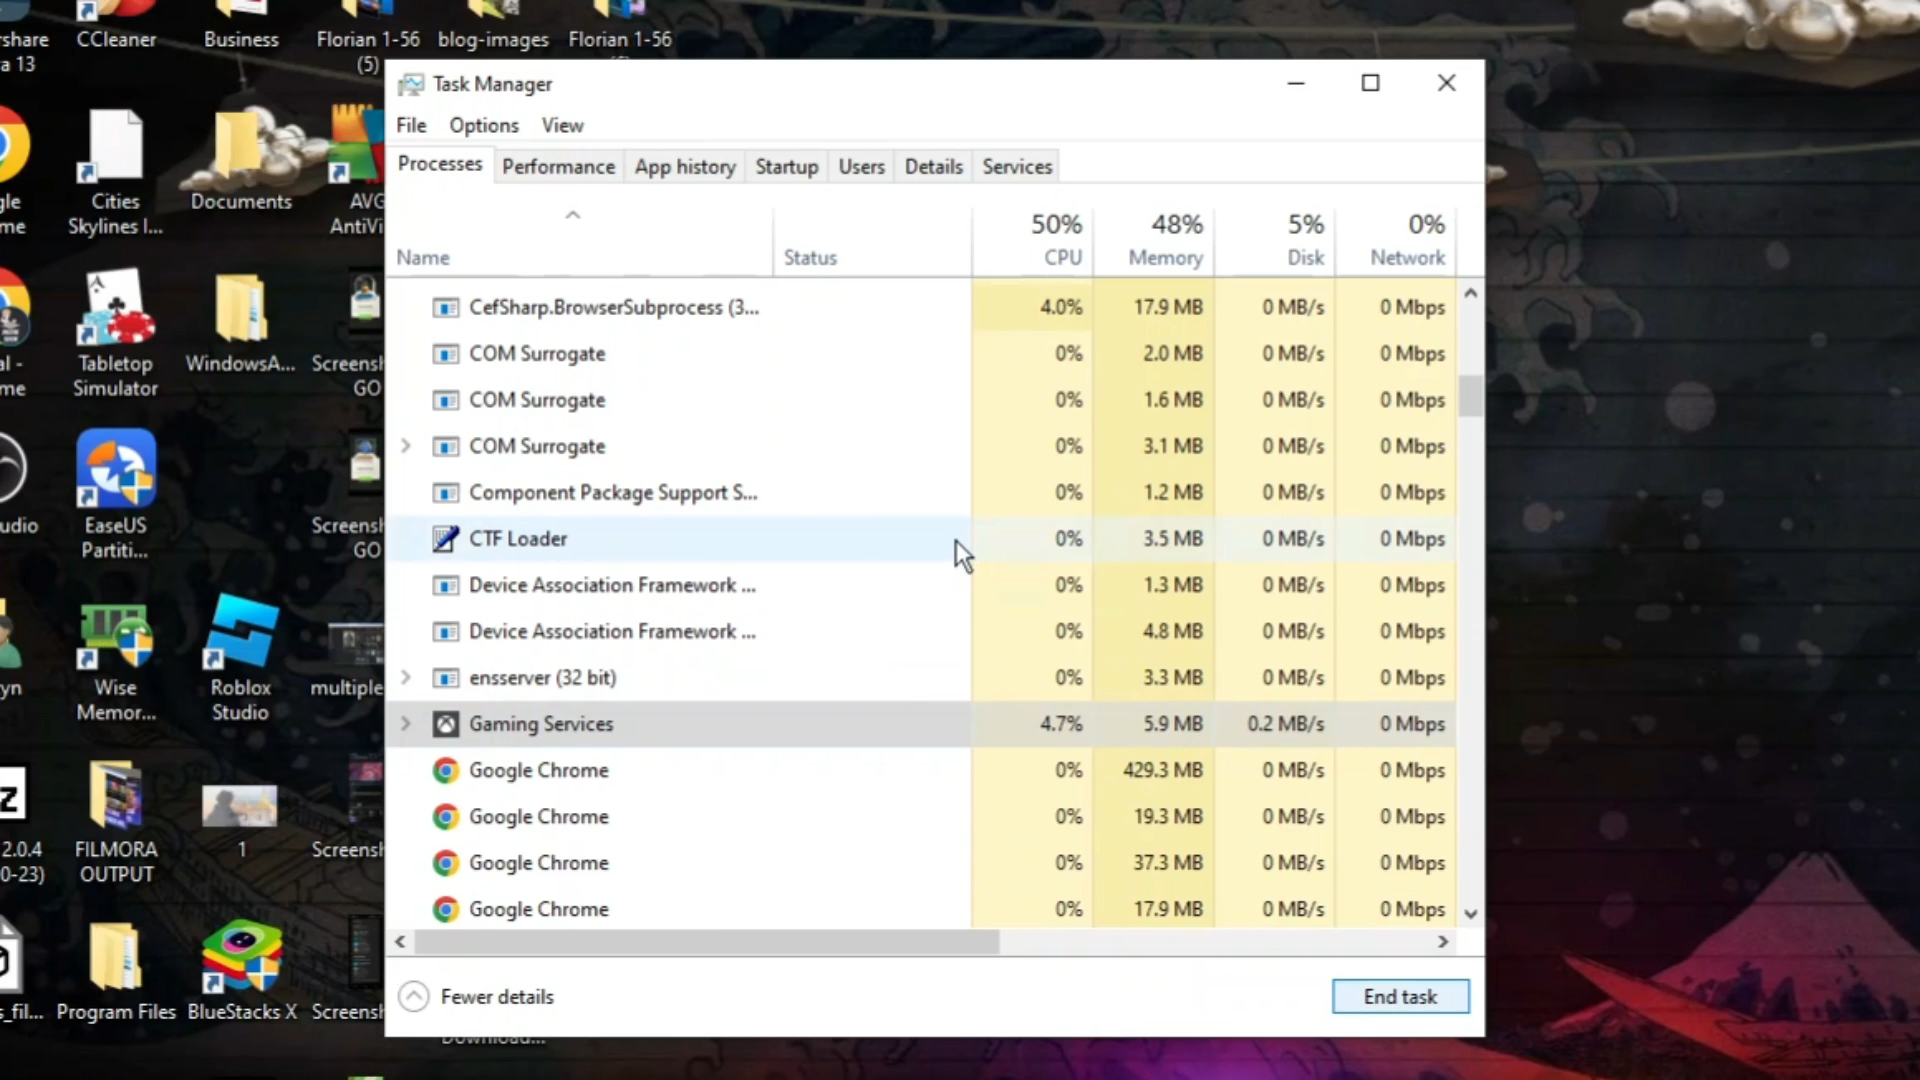 rshare
a 13
CCleaner
Business
Florian 1-56
(5)
blog-images
Florian 1-56
Task Manager
File Options View
Processes Performance App history Startup Users Details Services
50% 48% 5% 0%
Name Status CPU Memory Disk Network
CefSharp.BrowserSubprocess (3... 4.0% 17.9 MB 0 MB/s 0 Mbps
COM Surrogate 0% 2.0 MB 0 MB/s 0 Mbps
COM Surrogate 0% 1.6 MB 0 MB/s 0 Mbps
COM Surrogate 0% 3.1 MB 0 MB/s 0 Mbps
Component Package Support S... 0% 1.2 MB 0 MB/s 0 Mbps
CTF Loader 0% 3.5 MB 0 MB/s 0 Mbps
Device Association Framework ... 0% 1.3 MB 0 MB/s 0 Mbps
Device Association Framework ... 0% 4.8 MB 0 MB/s 0 Mbps
ensserver (32 bit) 0% 3.3 MB 0 MB/s 0 Mbps
Gaming Services 4.7% 5.9 MB 0.2 MB/s 0 Mbps
Google Chrome 0% 429.3 MB 0 MB/s 0 Mbps
Google Chrome 0% 19.3 MB 0 MB/s 0 Mbps
Google Chrome 0% 37.3 MB 0 MB/s 0 Mbps
Google Chrome 0% 17.9 MB 0 MB/s 0 Mbps
Fewer details
End task
gle
me
Cities
Skylines I...
Documents
AVG
AntiVi
al -
me
Tabletop
Simulator
WindowsA...
Screensh
GO
udio
EaseUS
Partiti...
Screensh
GO
yn
Wise
Memor...
Roblox
Studio
multiple
z
2.0.4
0-23)
FILMORA
OUTPUT
1
Screensh
s_fil...
Program Files
BlueStacks X
Screensh